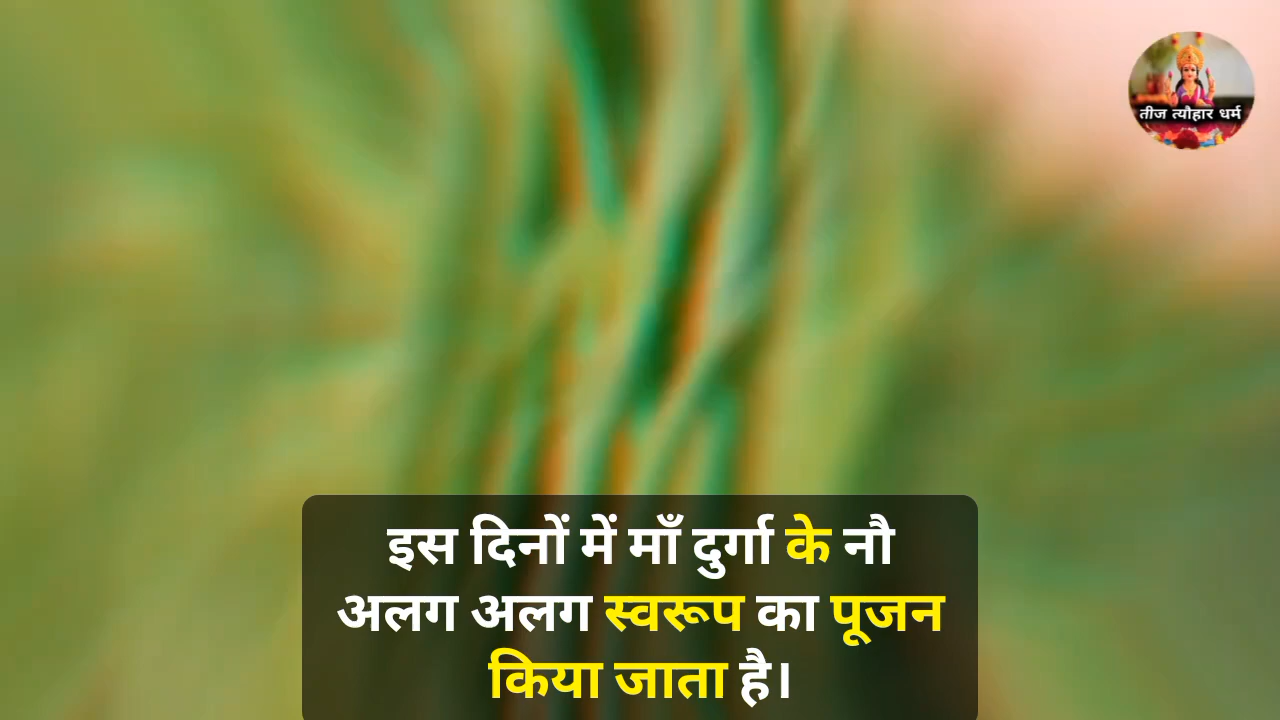 तीज त्यौहार धर्म
इस दिनों में माँ दुर्गा के नौ
अलग अलग स्वरूप का पूजन
किया जाता है।